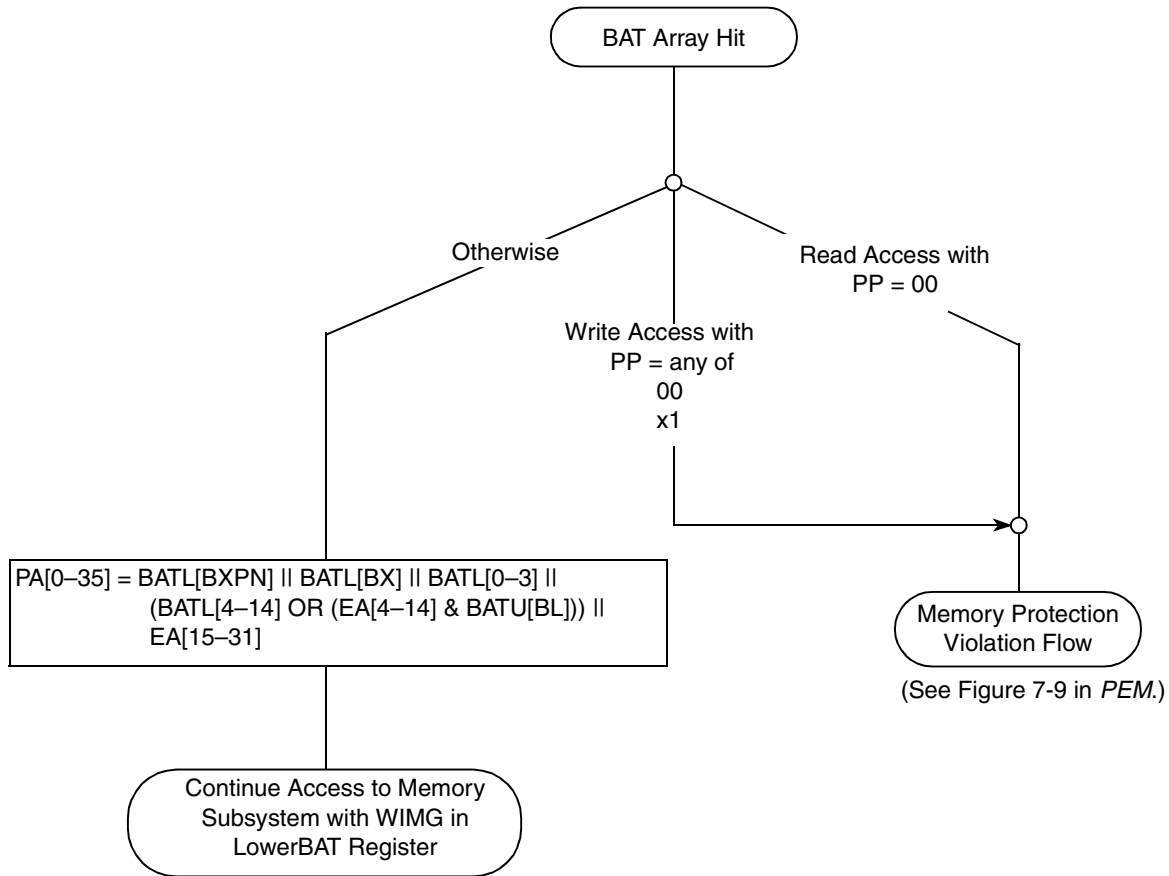 BAT Array Hit
Otherwise
Read Access with
PP = 00
Write Access with
PP = any of
00
x1
PA[0–35] = BATL[BXPN] || BATL[BX] || BATL[0–3] ||
(BATL[4–14] OR (EA[4–14] & BATU[BL])) ||
EA[15–31]
Memory Protection
Violation Flow
(See Figure 7-9 in PEM.)
Continue Access to Memory
Subsystem with WIMG in
LowerBAT Register